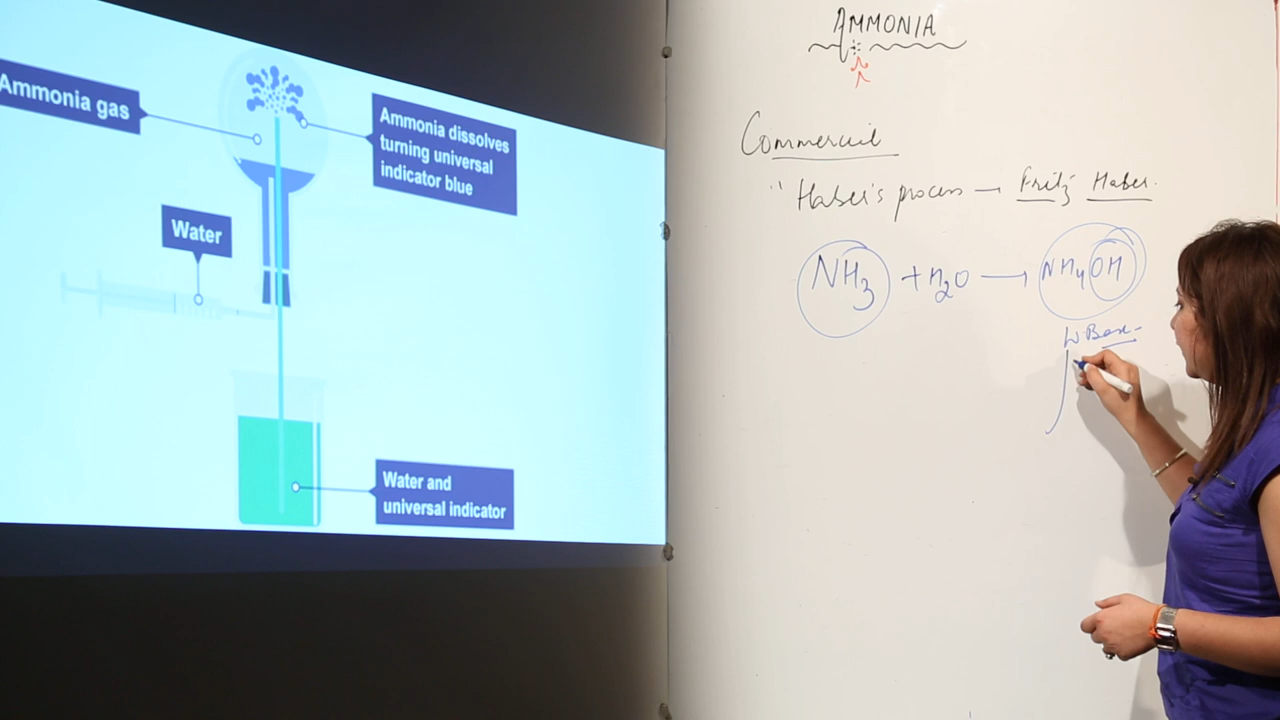 Ammonia gas
Ammonia dissolves
turning universal
indicator blue
Water
Water and
universal indicator
AMMONIA
Commercial
"Haber's process → Fritz Haber.
NH3 + H2O → NH4OH
W.Base-